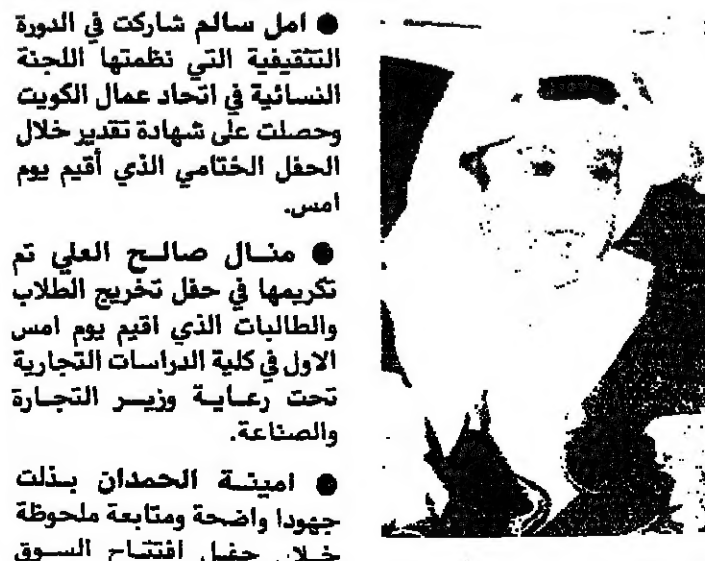 ● امل سالم شاركت في الدورة
التثقيفية التي نظمتها اللجنة
النسائية في اتحاد عمال الكويت
وحصلت على شهادة تقدير خلال
الحفل الختامي الذي أقيم يوم
امس.
● منال صالح العلي تم
تكريمها في حفل تخريج الطلاب
والطالبات الذي اقيم يوم امس
الاول في كلية الدراسات التجارية
تحت رعاية وزير التجارة
والصناعة.
● امينة الحمدان بذلت
جهودا واضحة ومتابعة ملحوظة
خلال حفل افتتاح السوق